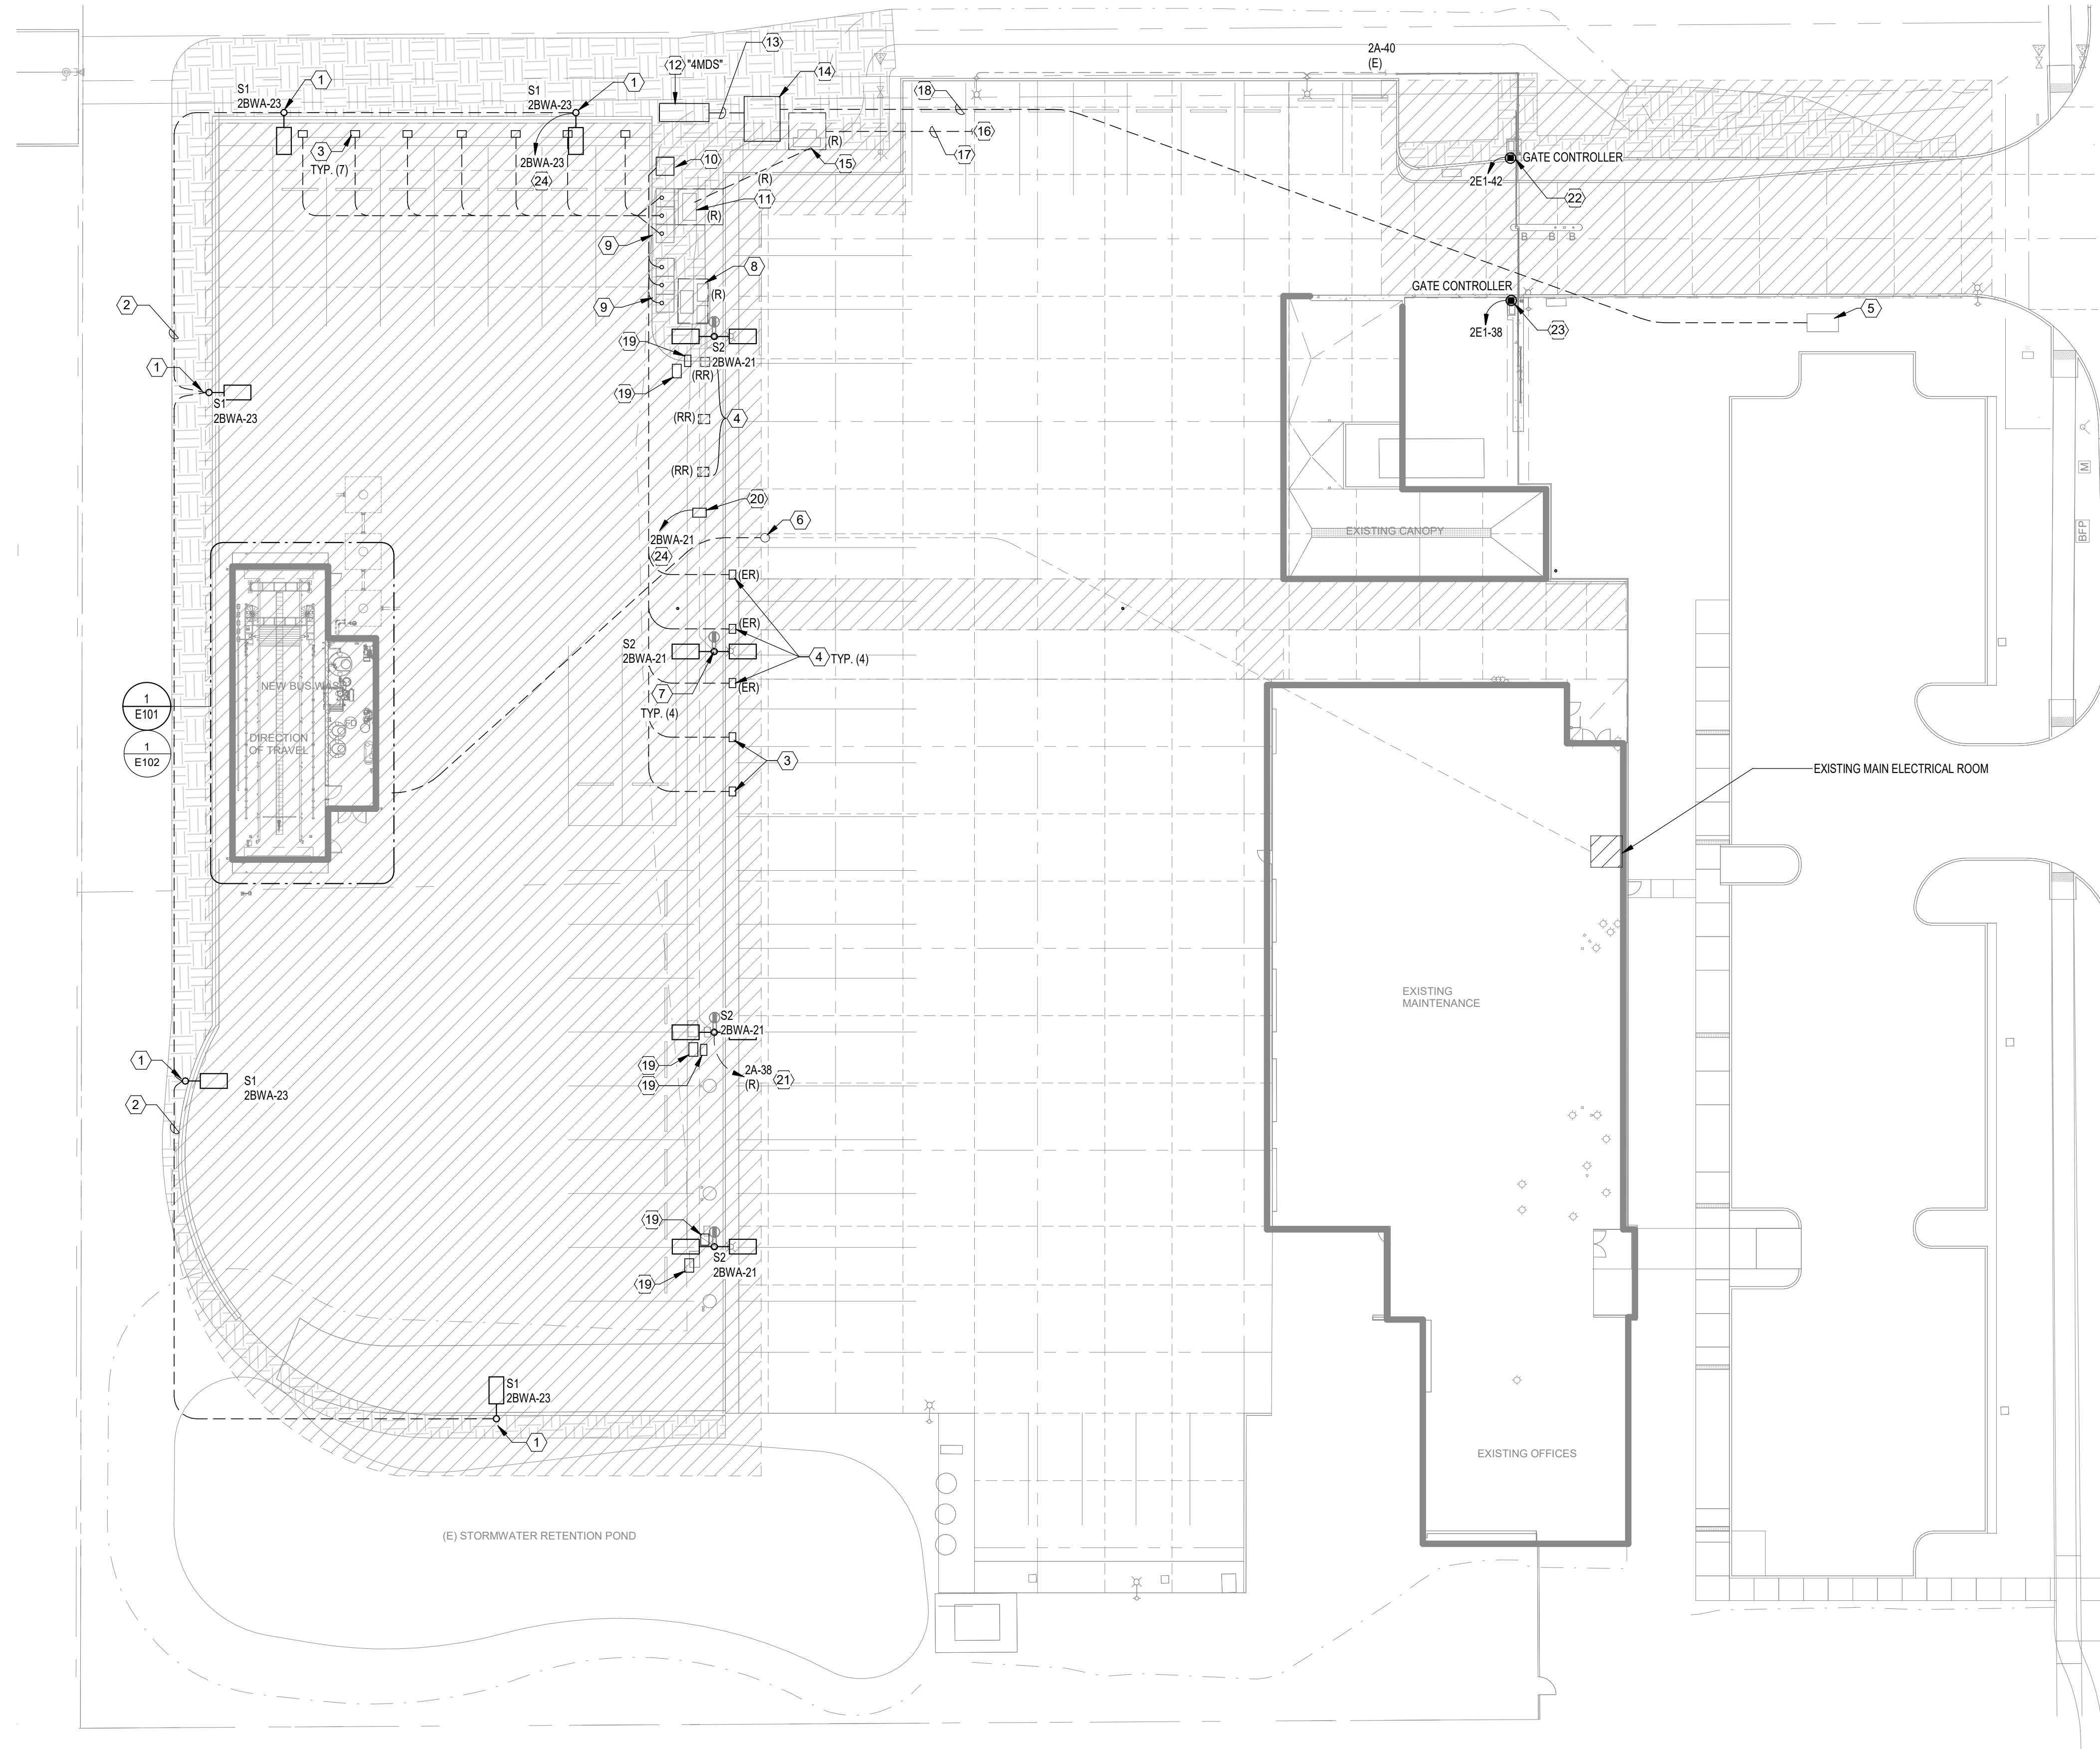 13
12 "4MDS"
14
2A-40
(E)
S1
2BWA-23
1
S1
2BWA-23
1
18
16
17
3
TYP. (7)
2BWA-23
24
10
(R)
15
GATE CONTROLLER
2E1-42
22
(R)
11
(R)
9
B B B
8
(R)
9
2
GATE CONTROLLER
2E1-38
23
5
19
S2
2BWA-21
1
S1
2BWA-23
19
(RR)
(RR)
4
(RR)
M
20
2BWA-21
24
6
EXISTING CANOPY
BFP
(ER)
(ER)
S2
2BWA-21
4 TYP. (4)
(ER)
7
TYP. (4)
NEW BUS WAS
1
E101
FD
DIRECTION
OF TRAVEL
1
E102
3
EXISTING MAIN ELECTRICAL ROOM
EXISTING
MAINTENANCE
S2
2BWA-21
1
S1
2BWA-23
19
19
2A-38
(R)
21
2
19
S2
2BWA-21
19
S1
2BWA-23
1
EXISTING OFFICES
(E) STORMWATER RETENTION POND